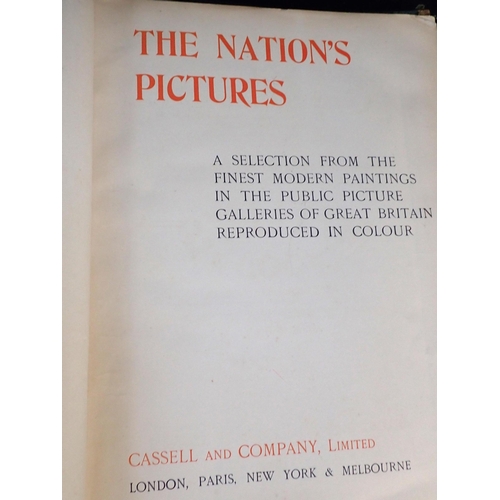 THE NATION'S
PICTURES
A SELECTION FROM THE
FINEST MODERN PAINTINGS
IN THE PUBLIC PICTURE
GALLERIES OF GREAT BRITAIN
REPRODUCED IN COLOUR
CASSELL AND COMPANY, LIMITED
LONDON, PARIS, NEW YORK & MELBOURNE